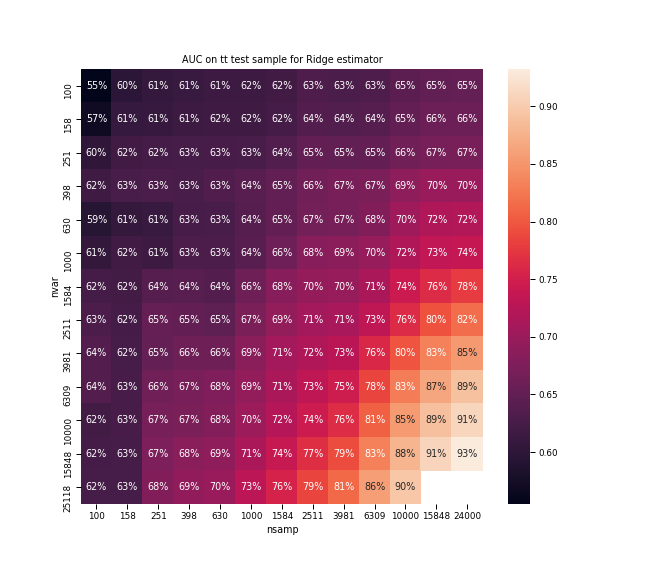 AUC on tt test sample for Ridge estimator
100 55% 60% 61% 61% 61% 62% 62% 63% 63% 63% 65% 65% 65%
158 57% 61% 61% 61% 62% 62% 62% 64% 64% 64% 65% 66% 66%
251 60% 62% 62% 63% 63% 63% 64% 65% 65% 65% 66% 67% 67%
398 62% 63% 63% 63% 63% 64% 65% 66% 67% 67% 69% 70% 70%
630 59% 61% 61% 63% 63% 64% 65% 67% 67% 68% 70% 72% 72%
1000 61% 62% 61% 63% 63% 64% 66% 68% 69% 70% 72% 73% 74%
1584 62% 62% 64% 64% 64% 66% 68% 70% 70% 71% 74% 76% 78%
2511 63% 62% 65% 65% 65% 67% 69% 71% 71% 73% 76% 80% 82%
3981 64% 62% 65% 66% 66% 69% 71% 72% 73% 76% 80% 83% 85%
6309 64% 63% 66% 67% 68% 69% 71% 73% 75% 78% 83% 87% 89%
10000 62% 63% 67% 67% 68% 70% 72% 74% 76% 81% 85% 89% 91%
15848 62% 63% 67% 68% 69% 71% 74% 77% 79% 83% 88% 91% 93%
25118 62% 63% 68% 69% 70% 73% 76% 79% 81% 86% 90%
100 158 251 398 630 1000 1584 2511 3981 6309 10000 15848 24000
nsamp
nvar
0.90
0.85
0.80
0.75
0.70
0.65
0.60